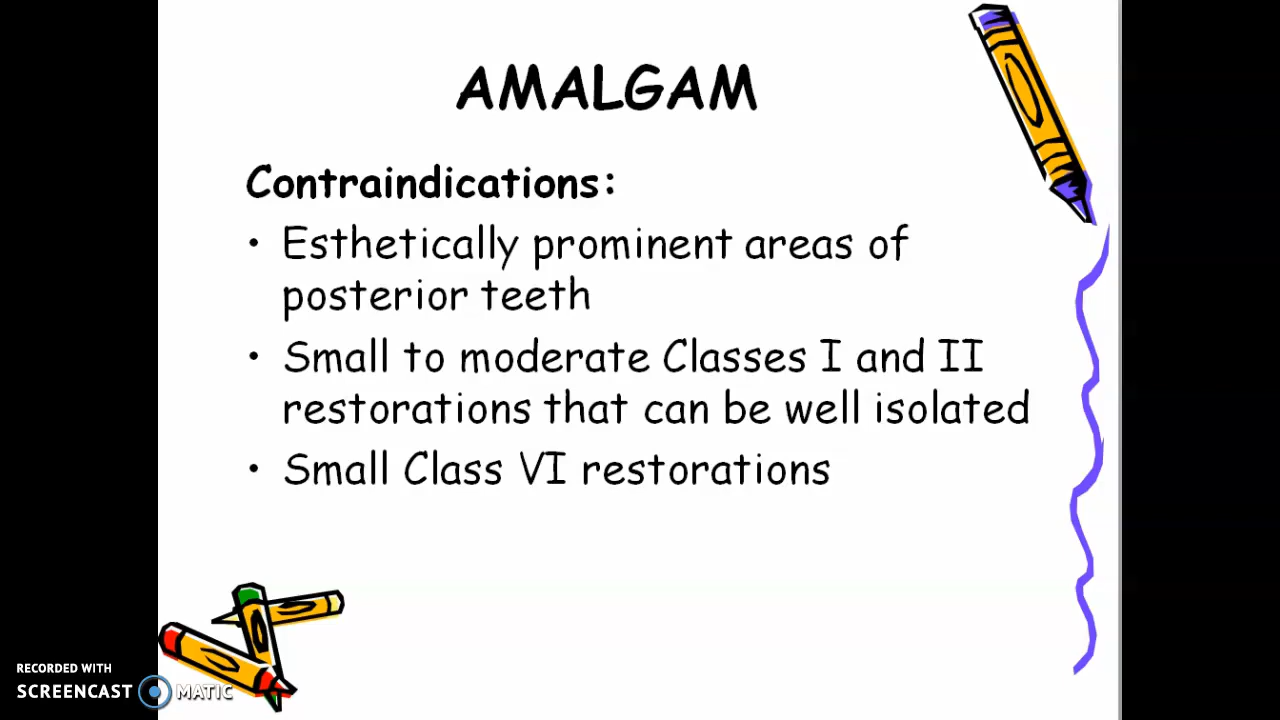 AMALGAM
Contraindications:
• Esthetically prominent areas of
posterior teeth
• Small to moderate Classes I and II
restorations that can be well isolated
• Small Class VI restorations
RECORDED WITH
SCREENCAST MATIC